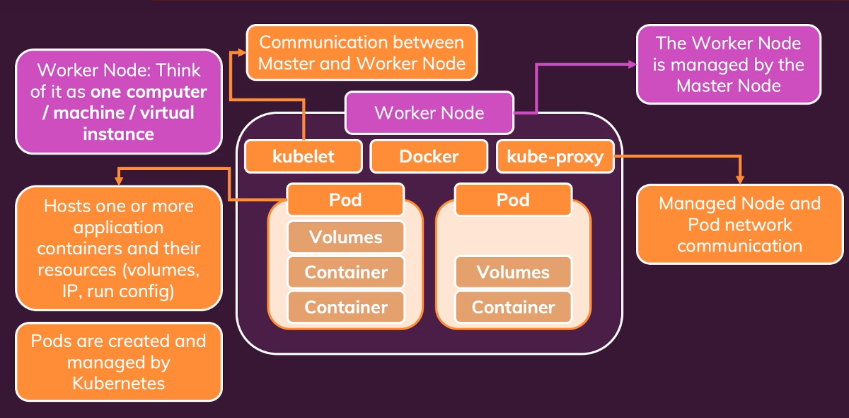 Communication between
Master and Worker Node
The Worker Node
is managed by the
Master Node
Worker Node: Think
of it as one computer
/ machine / virtual
instance
Worker Node
kubelet
Docker
kube-proxy
Hosts one or more
application
containers and their
resources (volumes,
IP, run config)
Pod
Volumes
Container
Container
Pod
Volumes
Container
Managed Node and
Pod network
communication
Pods are created and
managed by
Kubernetes